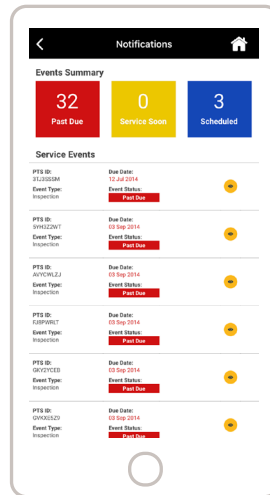 Notifications
Events Summary
32 0 3
Past Due Service Soon Scheduled
Service Events
PTS ID: Due Date:
31J3SSSM 12 Jul 2014
Event Type: Event Status:
Inspection Past Due
PTS ID: Due Date:
9YH3Z2WT 03 Sep 2014
Event Type: Event Status:
Inspection Past Due
PTS ID: Due Date:
AVYCWLZJ 03 Sep 2014
Event Type: Event Status:
Inspection Past Due
PTS ID: Due Date:
FJ8PWRLT 03 Sep 2014
Event Type: Event Status:
Inspection Past Due
PTS ID: Due Date:
GKY2YCEB 03 Sep 2014
Event Type: Event Status:
Inspection Past Due
PTS ID: Due Date:
GVKXE5Z9 03 Sep 2014
Event Type: Event Status:
Inspection Past Due